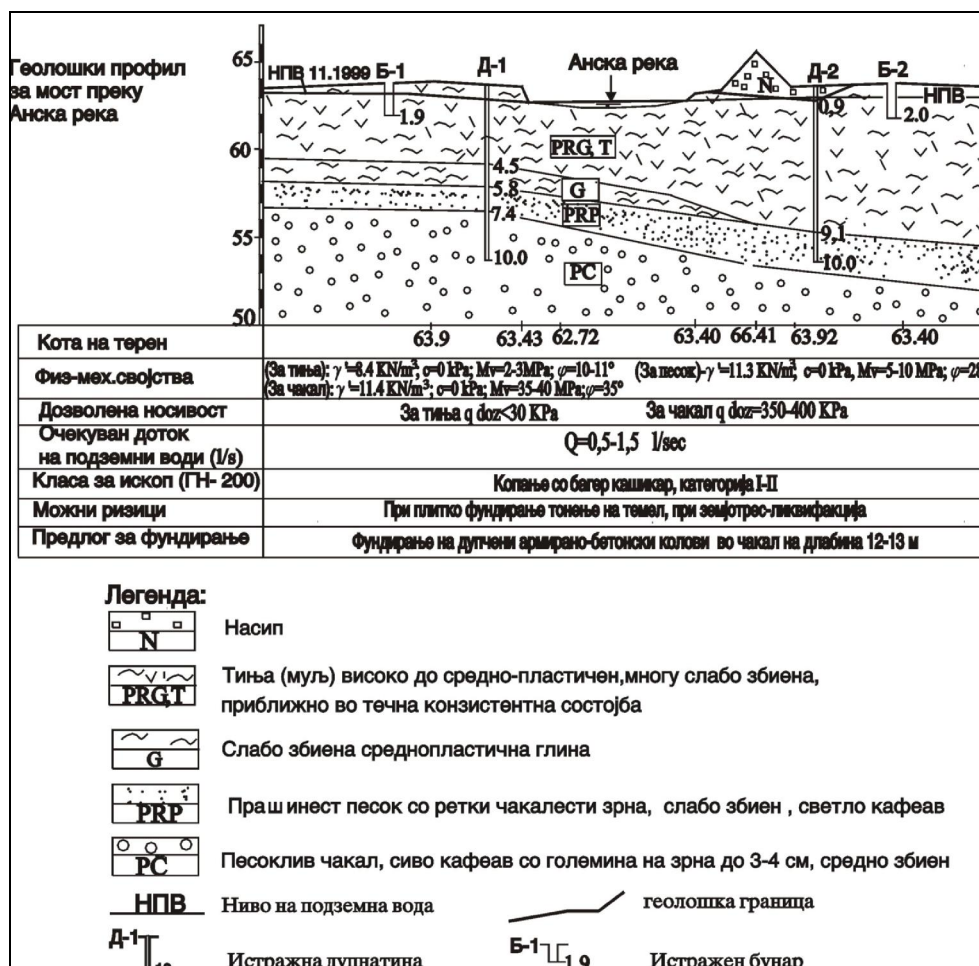 Геолошки профил
за мост преку
Анска река
65
60
55
50
НПВ 11.1999
Б-1
Д-1
Анска река
N
Д-2
Б-2
НПВ
1.9
0,9
2.0
PRG, T
4.5
5.8
G
7.4
PRP
9,1
10.0
10.0
PC
Кота на терен
63.9 63.43 62.72 63.40 66.41 63.92 63.40
Физ-мех.својства
(За тиња): γ'=8.4 KN/m³; c=0 kPa; Mv=2-3MPa; φ=10-11° (За песок)-γ'=11.3 KN/m³; c=0 kPa, Mv=5-10 MPa; φ=28
(За чакал): γ'=11.4 KN/m³; c=0 kPa; Mv=35-40 MPa;φ=35°
Дозволена носивост
За тиња q doz<30 KPa За чакал q doz=350-400 kPa
Очекуван доток
на подземни води (l/s)
Q=0,5-1,5 l/sec
Класа за ископ (ГН- 200)
Копање со багер кашикар, категорија I-II
Можни ризици
При плитко фундирање тонење на темел, при земјотрес-ликвифакција
Предлог за фундирање
Фундирање на дупчени армирано-бетонски колови во чакал на длабина 12-13 м
Легенда:
N
Насип
PRG,T
Тиња (муљ) високо до средно-пластичен,многу слабо збиена,
приближно во течна конзистентна состојба
G
Слабо збиена среднопластична глина
PRP
Прашинест песок со ретки чакалести зрна, слабо збиен , светло кафеав
PC
Песоклив чакал, сиво кафеав со големина на зрна до 3-4 см, средно збиен
НПВ
Ниво на подземна вода
геолошка граница
Д-1
Истражна дупнатина
Б-1
1.9
Истражен бунар